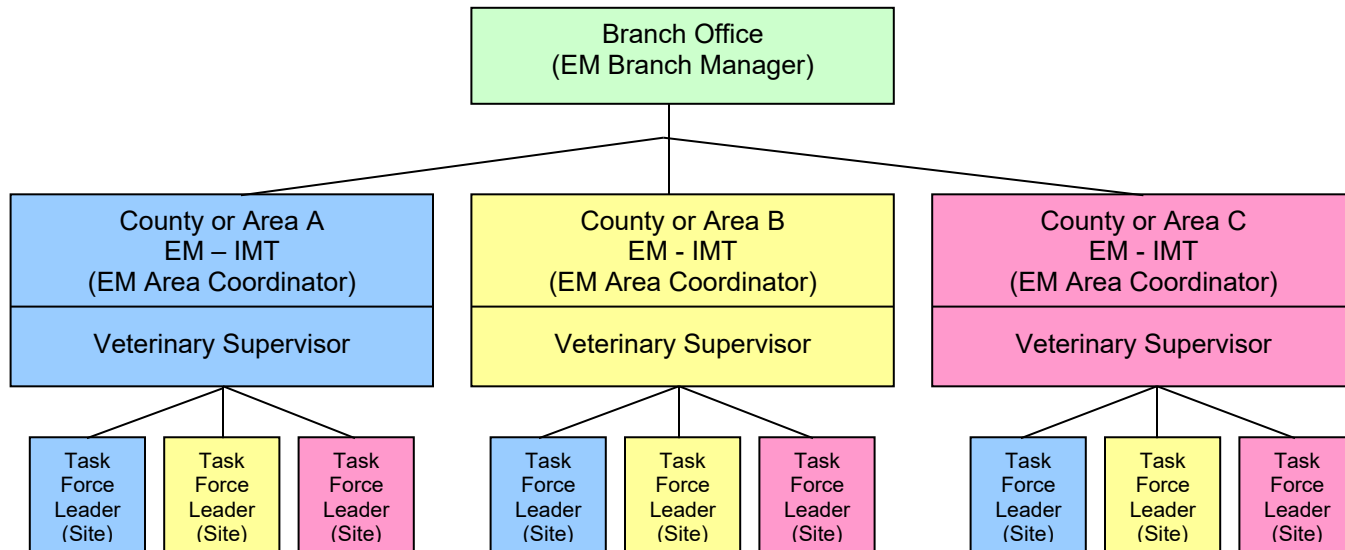 Branch Office
(EM Branch Manager)
County or Area A
EM – IMT
(EM Area Coordinator)
Veterinary Supervisor
County or Area B
EM - IMT
(EM Area Coordinator)
Veterinary Supervisor
County or Area C
EM - IMT
(EM Area Coordinator)
Veterinary Supervisor
Task
Force
Leader
(Site)
Task
Force
Leader
(Site)
Task
Force
Leader
(Site)
Task
Force
Leader
(Site)
Task
Force
Leader
(Site)
Task
Force
Leader
(Site)
Task
Force
Leader
(Site)
Task
Force
Leader
(Site)
Task
Force
Leader
(Site)